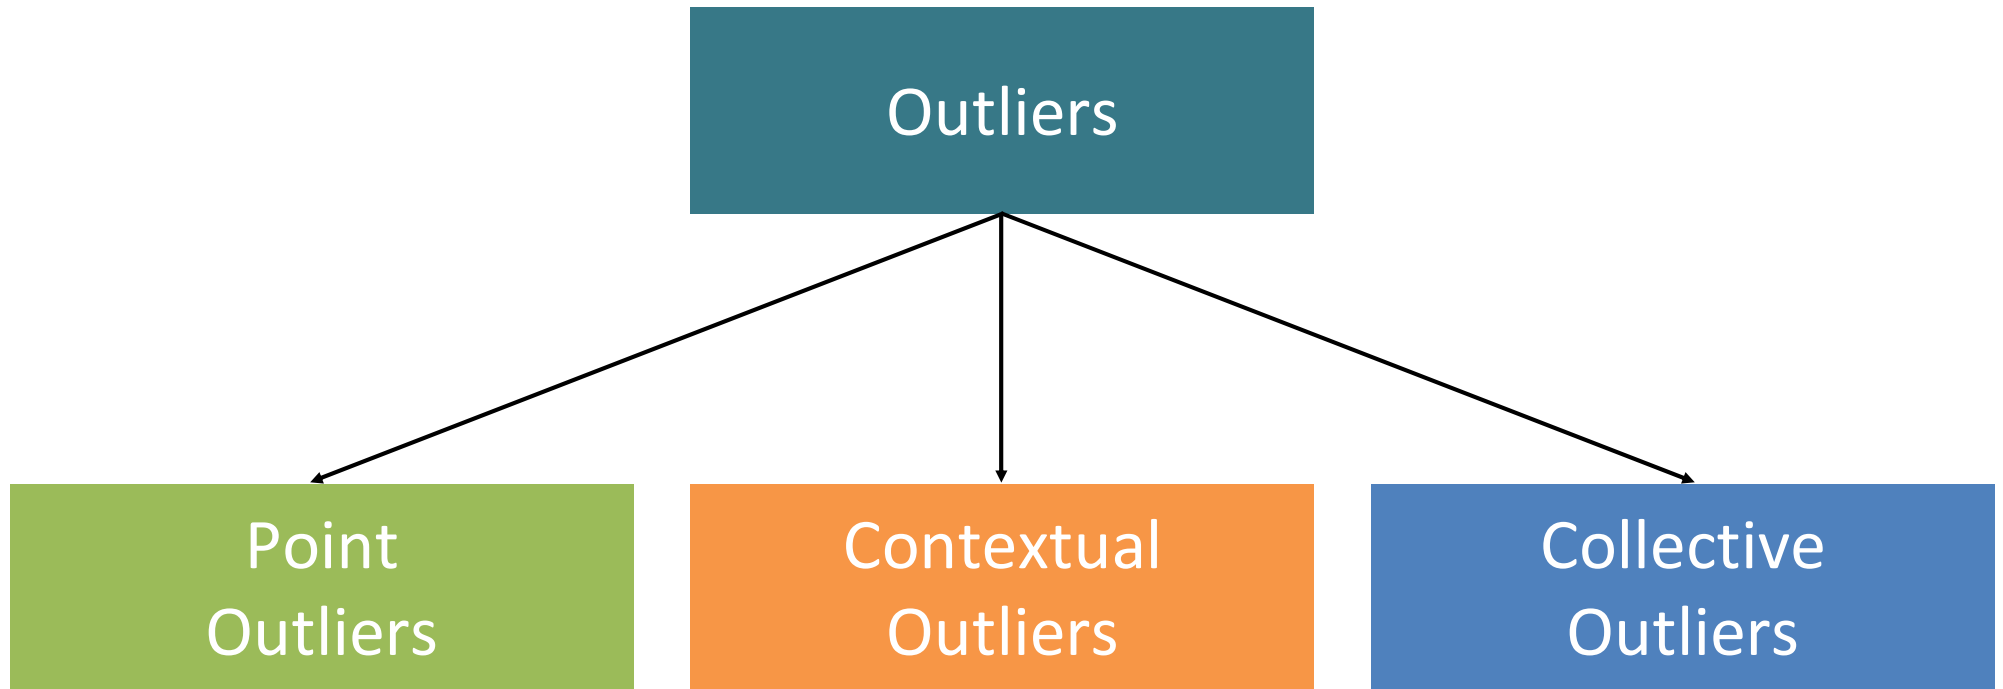 Outliers
Point
Outliers
Contextual
Outliers
Collective
Outliers